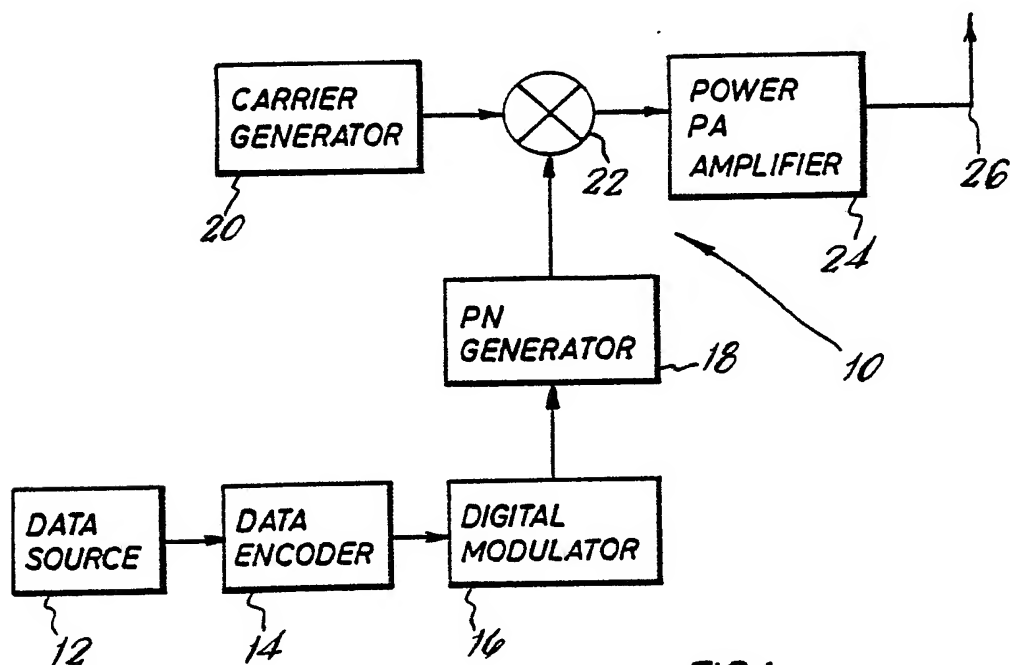 CARRIER
GENERATOR
20
22
POWER
PA
AMPLIFIER
24
26
PN
GENERATOR
18
10
DATA
SOURCE
12
DATA
ENCODER
14
DIGITAL
MODULATOR
16